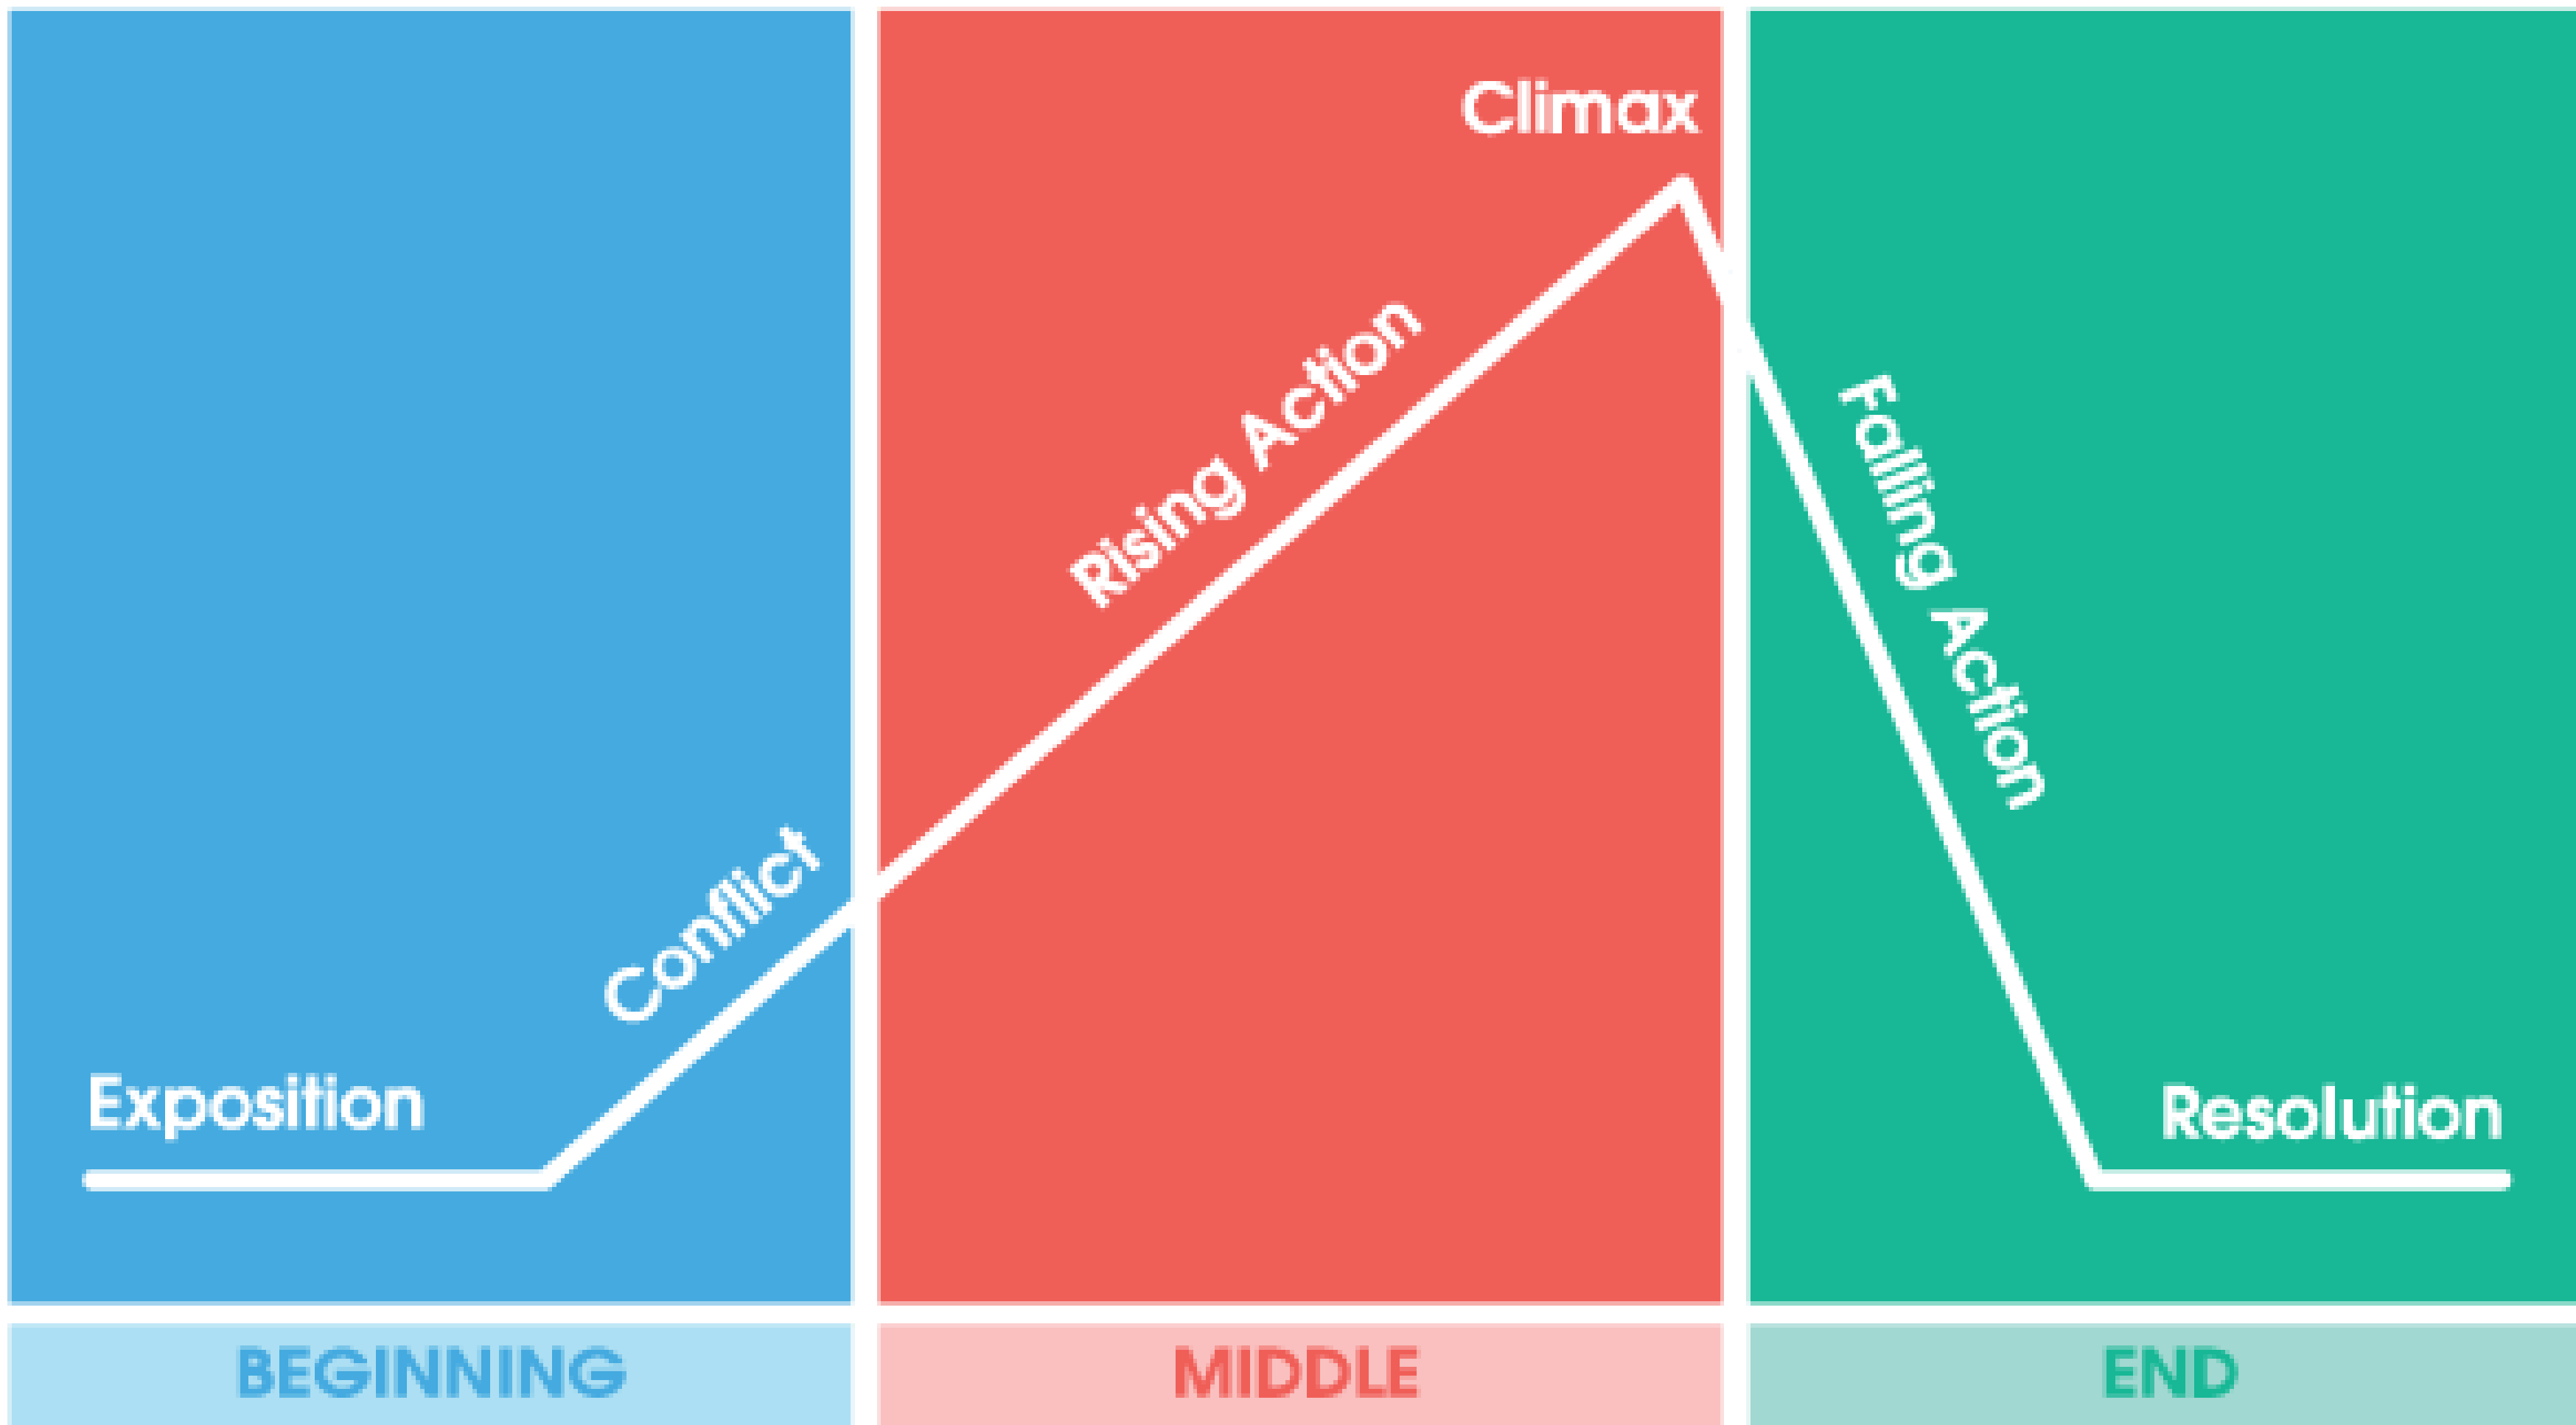 Exposition
Conflict
Rising Action
Climax
Falling Action
Resolution
BEGINNING
MIDDLE
END